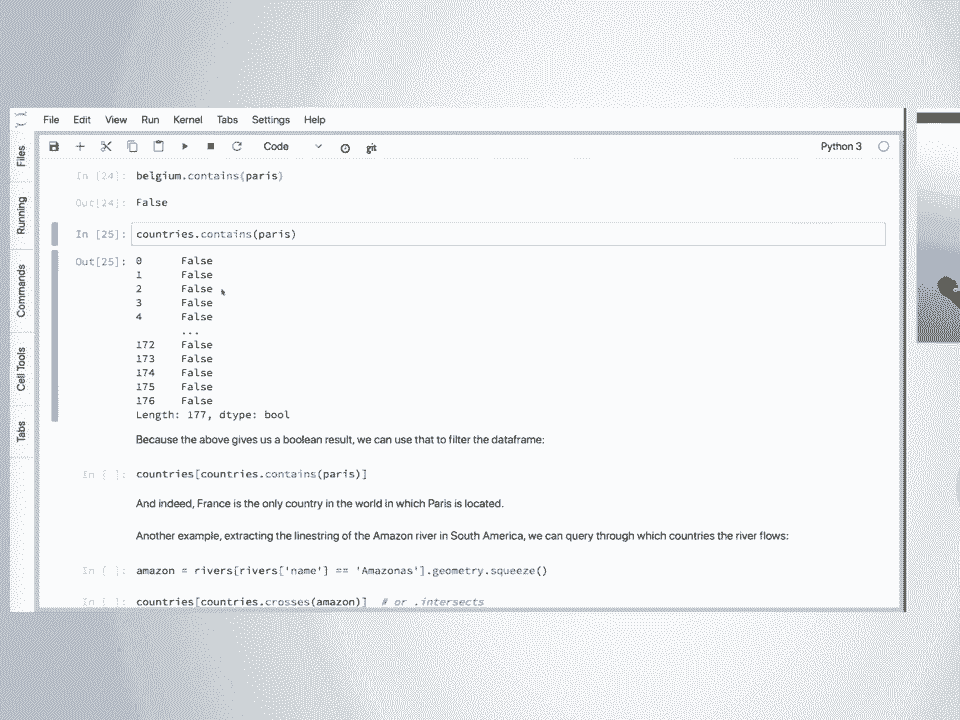 File Edit View Run Kernel Tabs Settings Help
Code git Python 3
Files
Running
Commands
Cell Tools
Tabs
In [24]: belgium.contains(paris)
Out[24]: False
In [25]: countries.contains(paris)
Out[25]: 0 False
1 False
2 False
3 False
4 False
...
172 False
173 False
174 False
175 False
176 False
Length: 177, dtype: bool
Because the above gives us a boolean result, we can use that to filter the dataframe:
In [ ]: countries[countries.contains(paris)]
And indeed, France is the only country in the world in which Paris is located.
Another example, extracting the linestring of the Amazon river in South America, we can query through which countries the river flows:
In [ ]: amazon = rivers[rivers['name'] == 'Amazonas'].geometry.squeeze()
In [ ]: countries[countries.crosses(amazon)] # or .intersects